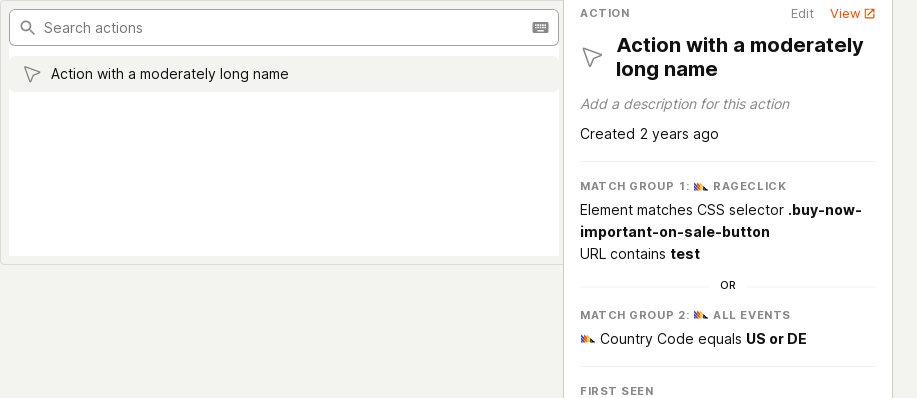 Search actions
Action with a moderately long name
ACTION
Edit
View
Action with a moderately
long name
Add a description for this action
Created 2 years ago
MATCH GROUP 1: RAGECLICK
Element matches CSS selector .buy-now-
important-on-sale-button
URL contains test
OR
MATCH GROUP 2: ALL EVENTS
Country Code equals US or DE
FIRST SEEN